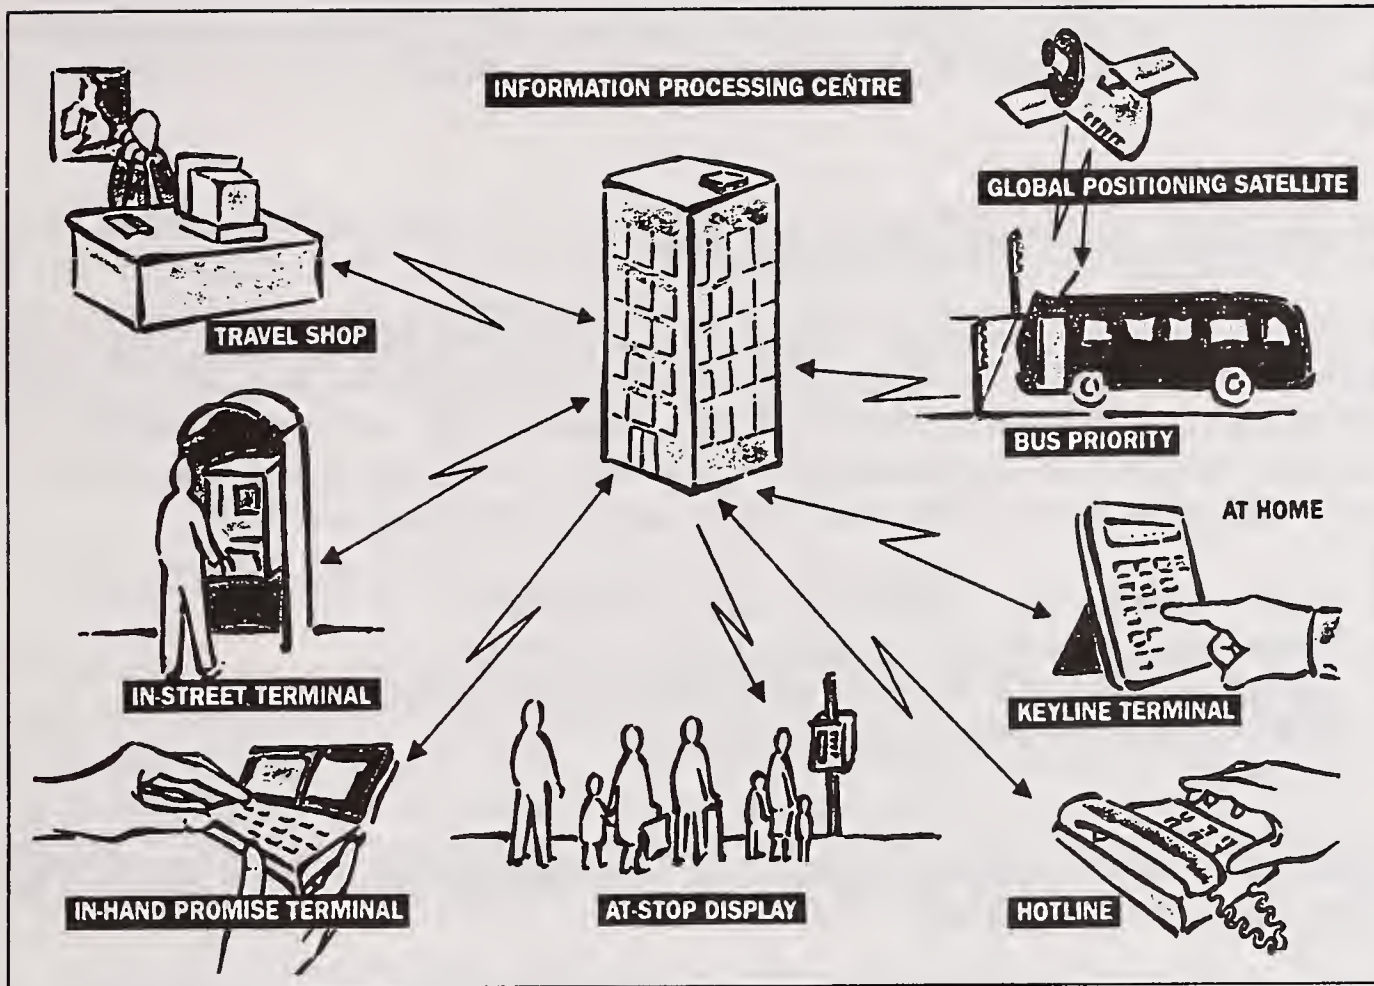 INFORMATION PROCESSING CENTRE
GLOBAL POSITIONING SATELLITE
TRAVEL SHOP
BUS PRIORITY
AT HOME
IN-STREET TERMINAL
KEYLINE TERMINAL
IN-HAND PROMISE TERMINAL
AT-STOP DISPLAY
HOTLINE